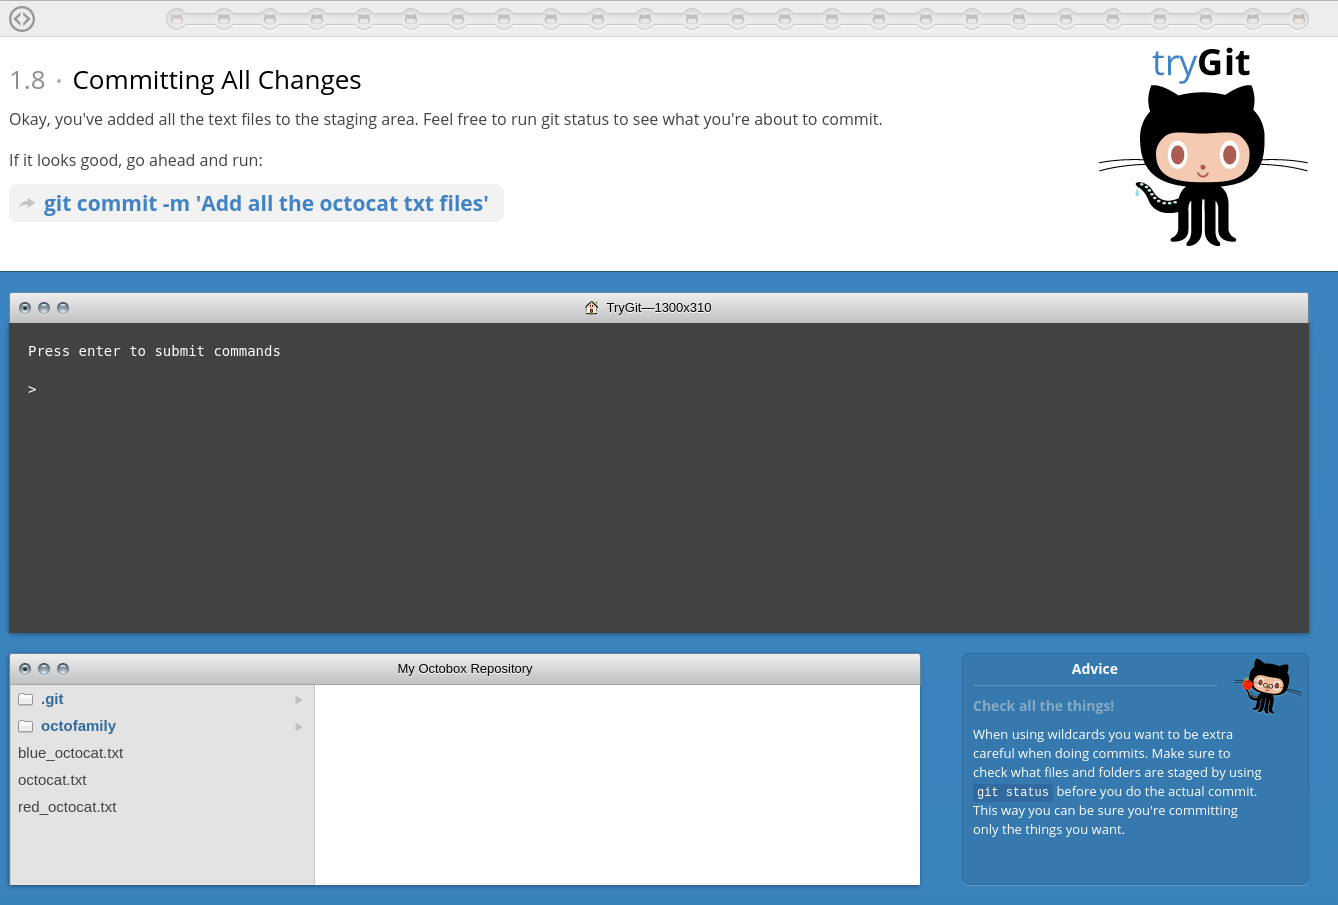 1.8 · Committing All Changes
tryGit
Okay, you've added all the text files to the staging area. Feel free to run git status to see what you're about to commit.
If it looks good, go ahead and run:
git commit -m 'Add all the octocat txt files'
TryGit—1300x310
Press enter to submit commands
>
My Octobox Repository
.git
octofamily
blue_octocat.txt
octocat.txt
red_octocat.txt
Advice
Check all the things!
When using wildcards you want to be extra
careful when doing commits. Make sure to
check what files and folders are staged by using
git status before you do the actual commit.
This way you can be sure you're committing
only the things you want.